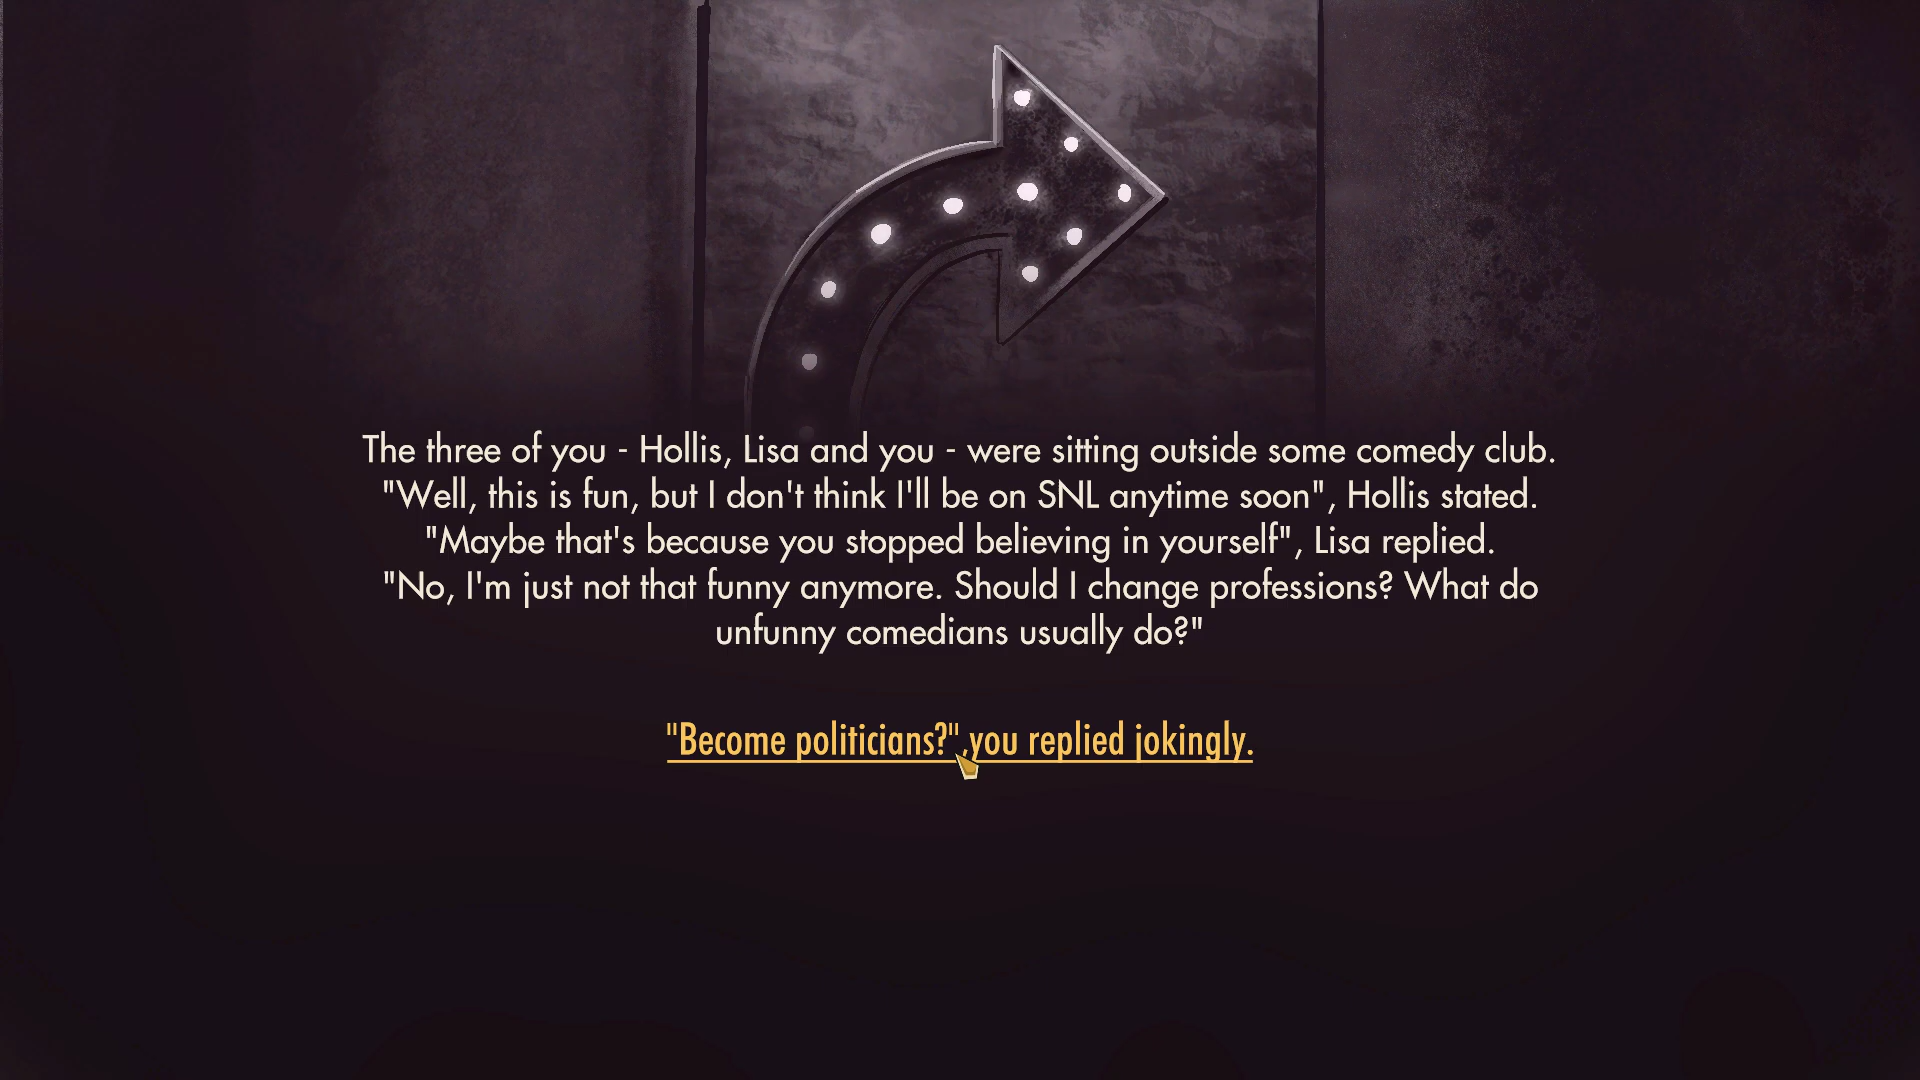 The three of you - Hollis, Lisa and you - were sitting outside some comedy club.
"Well, this is fun, but I don't think I'll be on SNL anytime soon", Hollis stated.
"Maybe that's because you stopped believing in yourself", Lisa replied.
"No, I'm just not that funny anymore. Should I change professions? What do
unfunny comedians usually do?"
"Become politicians?",you replied jokingly.